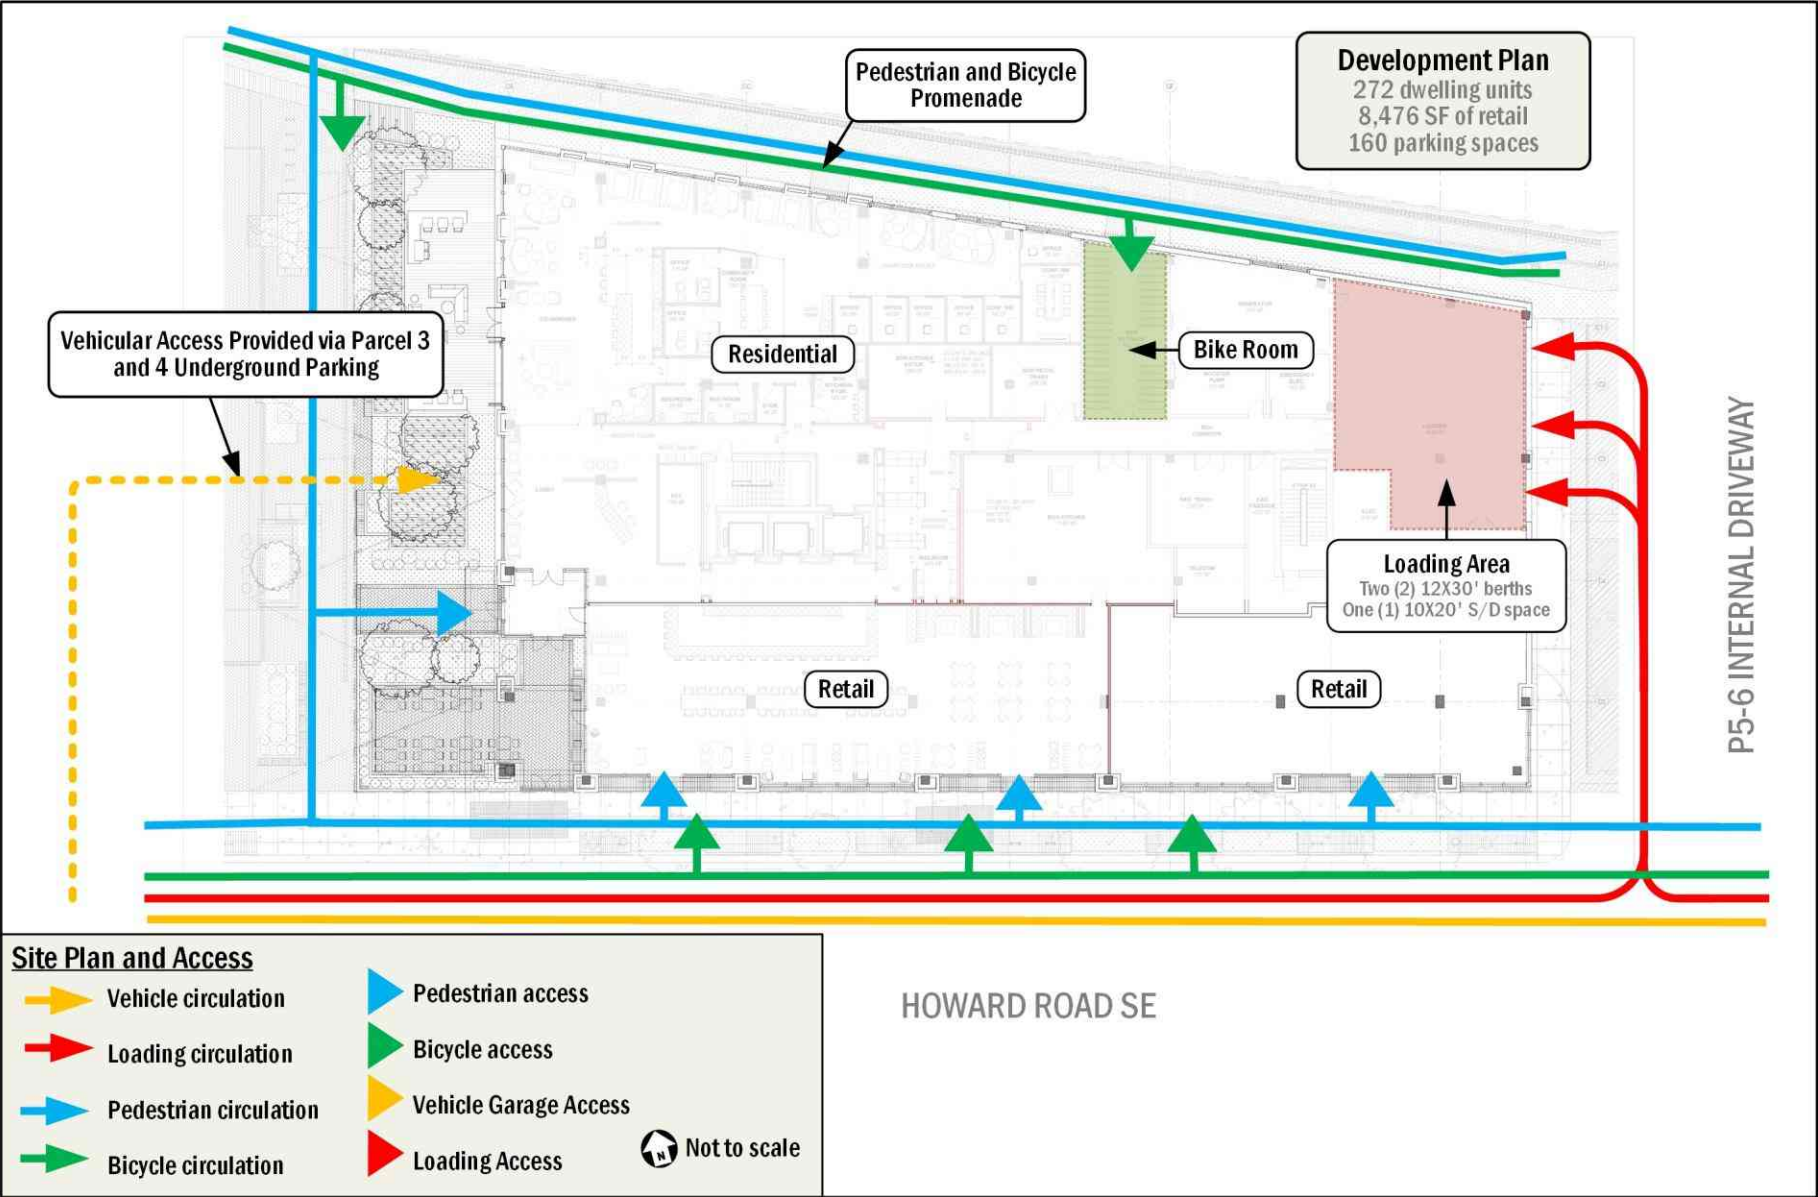 Pedestrian and Bicycle
Promenade
Development Plan
272 dwelling units
8,476 SF of retail
160 parking spaces
Vehicular Access Provided via Parcel 3
and 4 Underground Parking
Residential
Bike Room
Loading Area
Two (2) 12X30' berths
One (1) 10X20' S/D space
Retail
Retail
P5-6 INTERNAL DRIVEWAY
HOWARD ROAD SE
Site Plan and Access
Vehicle circulation
Loading circulation
Pedestrian circulation
Bicycle circulation
Pedestrian access
Bicycle access
Vehicle Garage Access
Loading Access
N
Not to scale